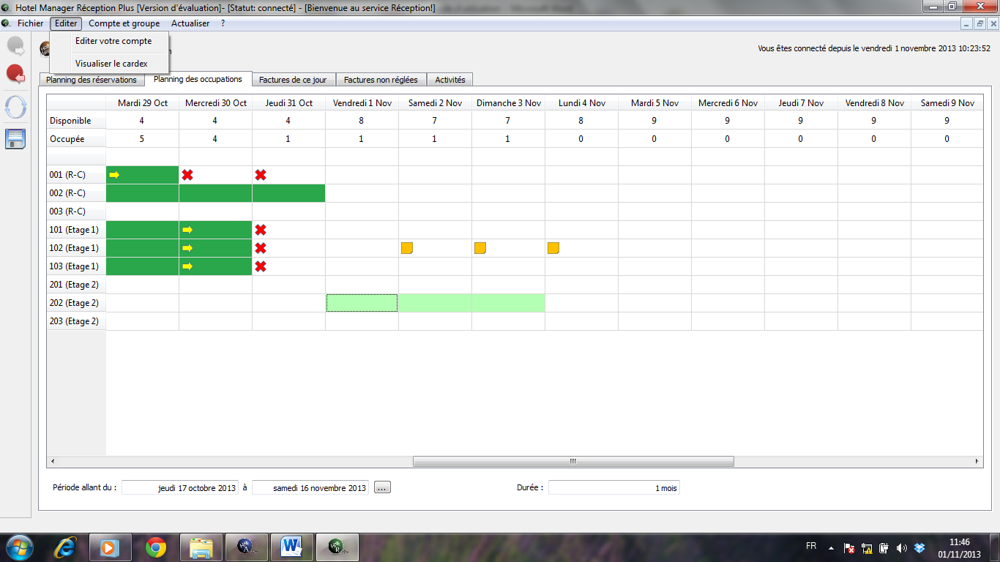 Hotel Manager Réception Plus [Version d'évaluation]- [Statut: connecté] - [Bienvenue au service Réception!]
Fichier Editer Compte et groupe Actualiser ?
Editer votre compte
Visualiser le cardex
Vous êtes connecté depuis le vendredi 1 novembre 2013 10:23:52
Planning des réservations Planning des occupations Factures de ce jour Factures non réglées Activités
Mardi 29 Oct Mercredi 30 Oct Jeudi 31 Oct Vendredi 1 Nov Samedi 2 Nov Dimanche 3 Nov Lundi 4 Nov Mardi 5 Nov Mercredi 6 Nov Jeudi 7 Nov Vendredi 8 Nov Samedi 9 Nov
Disponible 4 4 4 8 7 7 8 9 9 9 9 9
Occupée 5 4 1 1 1 1 0 0 0 0 0 0
001 (R-C)
002 (R-C)
003 (R-C)
101 (Etage 1)
102 (Etage 1)
103 (Etage 1)
201 (Etage 2)
202 (Etage 2)
203 (Etage 2)
Période allant du : jeudi 17 octobre 2013 à samedi 16 novembre 2013 ... Durée : 1 mois
FR 11:46
01/11/2013